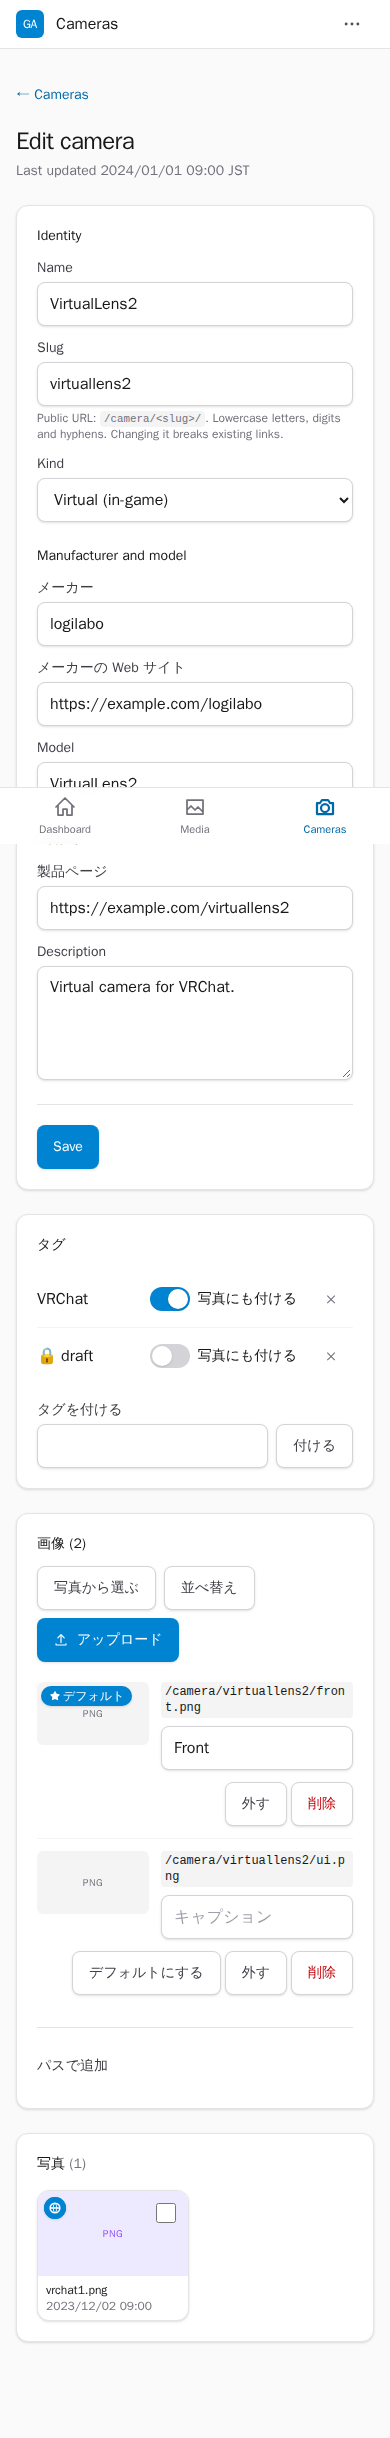 GA Cameras
← Cameras
Edit camera
Last updated 2024/01/01 09:00 JST
Identity
Name
VirtualLens2
Slug
virtuallens2
Public URL: /camera/<slug>/. Lowercase letters, digits
and hyphens. Changing it breaks existing links.
Kind
Virtual (in-game)
Manufacturer and model
メーカー
logilabo
メーカーの Web サイト
https://example.com/logilabo
Model
VirtualLens2
Dashboard
Media
Cameras
製品ページ
https://example.com/virtuallens2
Description
Virtual camera for VRChat.
Save
タグ
VRChat 写真にも付ける ×
draft 写真にも付ける ×
タグを付ける
付ける
画像 (2)
写真から選ぶ
並べ替え
アップロード
デフォルト
PNG
/camera/virtuallens2/fron
t.png
Front
外す
削除
PNG
/camera/virtuallens2/ui.p
ng
キャプション
デフォルトにする
外す
削除
パスで追加
写真 (1)
PNG
vrchat1.png
2023/12/02 09:00